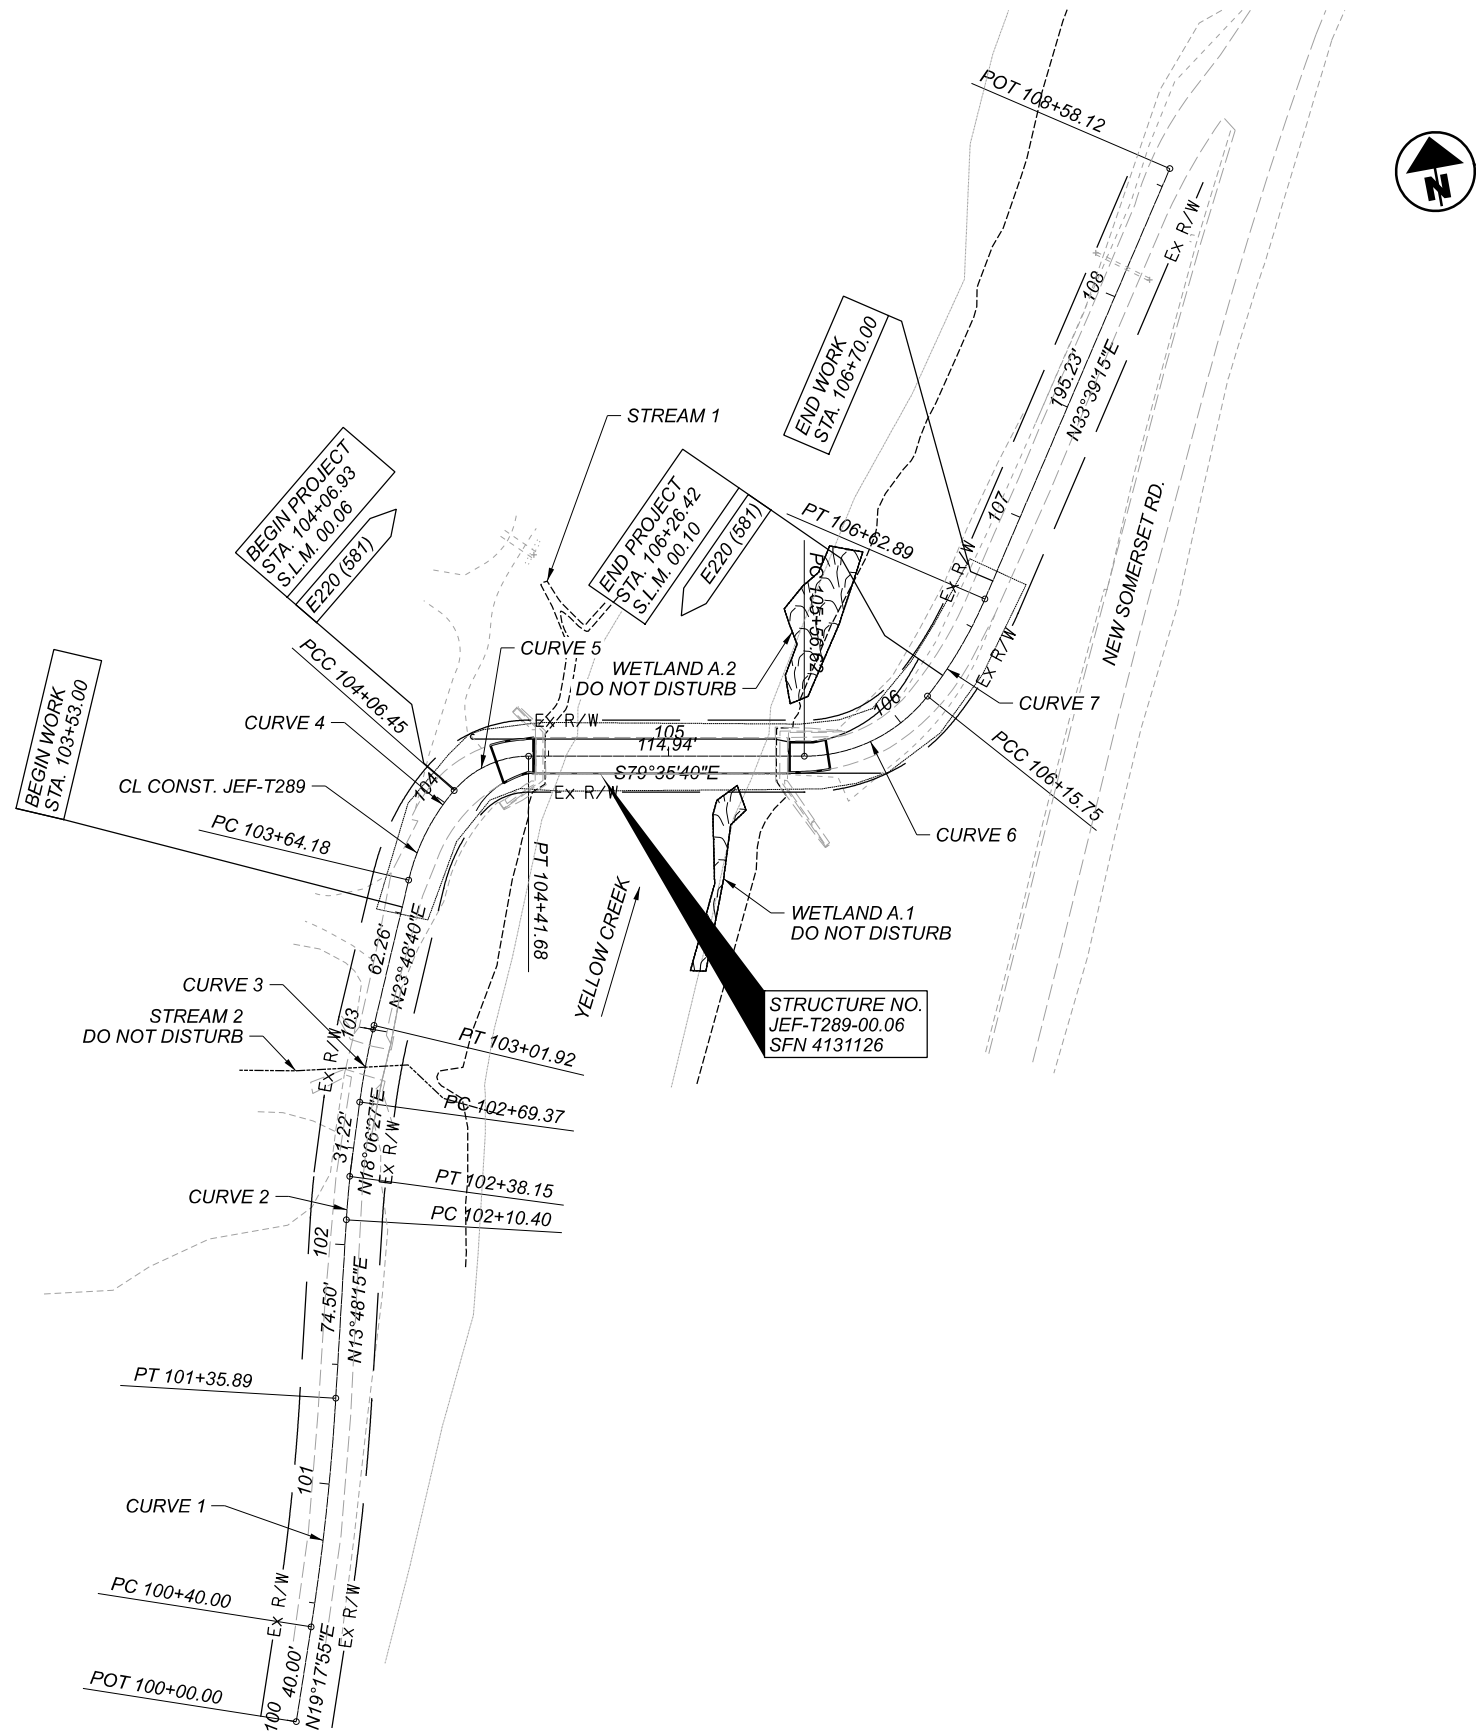 POT 108+58.12
N
Ex R/W
108
195.23'
N33°39'15"E
END WORK
STA. 106+70.00
STREAM 1
107
NEW SOMERSET RD.
BEGIN PROJECT
STA. 104+06.93
S.L.M. 00.06
E220 (581)
END PROJECT
STA. 106+26.42
S.L.M. 00.10
E220 (581)
PT 106+62.89
PC 105+56.62
Ex R/W
Ex R/W
CURVE 5
WETLAND A.2
DO NOT DISTURB
PCC 104+06.45
BEGIN WORK
STA. 103+53.00
CURVE 4
CURVE 7
106
Ex R/W
105
114.94'
S79°35'40"E
Ex R/W
104
CL CONST. JEF-T289
PC 103+64.18
PCC 106+15.75
CURVE 6
PT 104+41.68
YELLOW CREEK
WETLAND A.1
DO NOT DISTURB
62.26'
N23°48'40"E
CURVE 3
STREAM 2
DO NOT DISTURB
103
Ex R/W
PT 103+01.92
STRUCTURE NO.
JEF-T289-00.06
SFN 4131126
PC 102+69.37
31.22'
N18°06'27"E
Ex R/W
PT 102+38.15
CURVE 2
PC 102+10.40
102
74.50'
N13°48'15"E
PT 101+35.89
101
CURVE 1
PC 100+40.00
Ex R/W
Ex R/W
40.00'
N19°17'55"E
POT 100+00.00
100